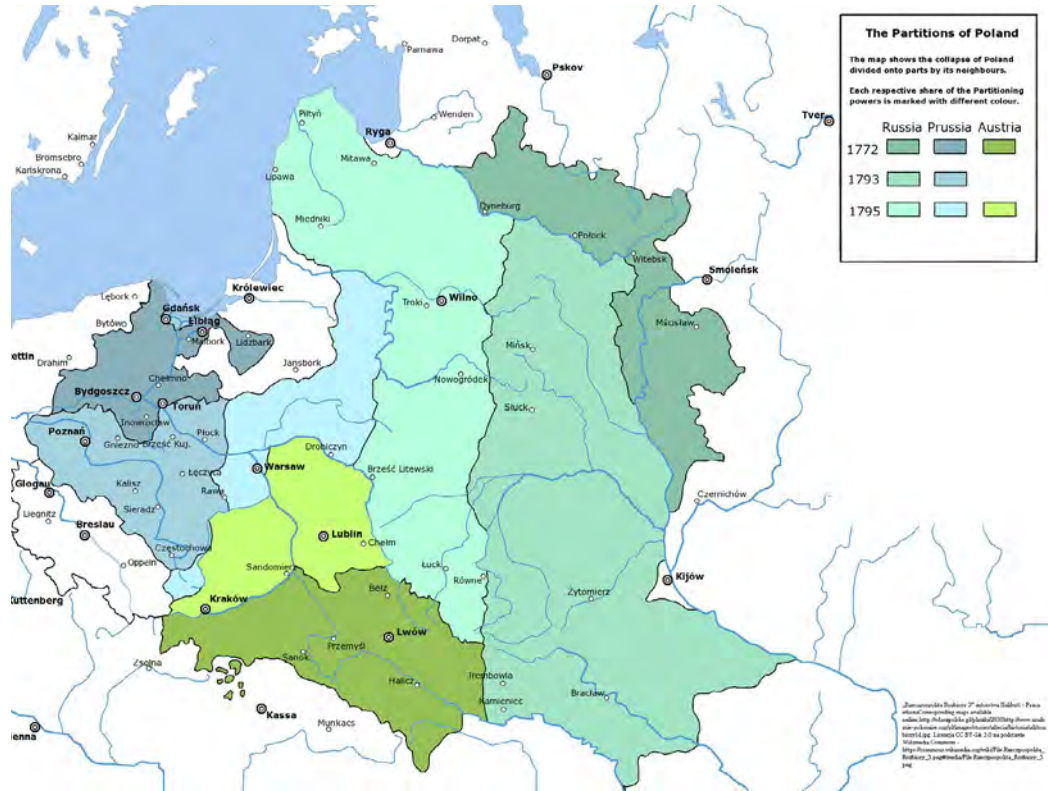 The Partitions of Poland
The map shows the collapse of Poland
divided onto parts by its neighbours.
Each respective share of the Partitioning
powers is marked with different colour.
Russia Prussia Austria
1772
1793
1795
Dorpat
Parnawa
Pskov
Tver
Wenden
Piltyń
Ryga
Kalmar
Mitawa
Bromsebro
Lipawa
Dyneburg
Miedniki
Połock
Witebsk
Smoleńsk
Królewiec
Lębork
Troki
Wilno
Gdańsk
Bytówo
Elbląg
Malbork
Lidzbark
Mińsk
ettin
Drahim
Jansbork
Chełmno
Nowogródek
Bydgoszcz
Toruń
Słuck
Inowrocław
Poznań
Gniezno
Brześć Kuj.
Płock
Drohiczyn
Warsaw
Brześć Litewski
Łęczyca
Glogau
Kalisz
Rawa
Czernichów
Liegnitz
Sieradz
Breslau
Lublin
Chełm
Częstochowa
Oppeln
Sandomierz
Łuck
Równe
Kijów
Belz
Żytomierz
Kuttenberg
Kraków
Lwów
Przemyśl
Sanok
Zsolna
Halicz
Trembowla
Bracław
Kamieniec
Kassa
Munkacs
ienna